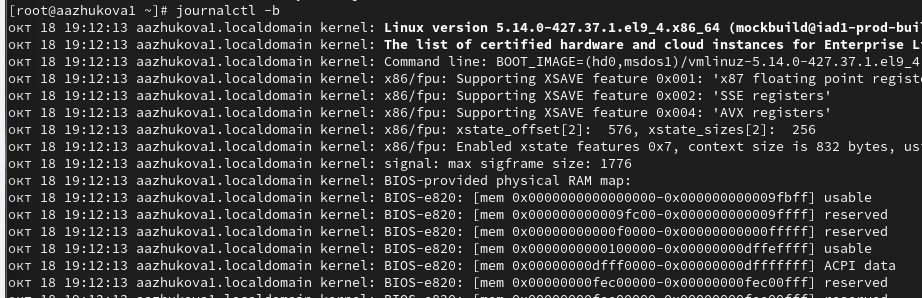 [root@aazhukova1 ~]# journalctl -b
окт 18 19:12:13 aazhukova1.localdomain kernel: Linux version 5.14.0-427.37.1.el9_4.x86_64 (mockbuild@iad1-prod-bui
окт 18 19:12:13 aazhukova1.localdomain kernel: The list of certified hardware and cloud instances for Enterprise L
окт 18 19:12:13 aazhukova1.localdomain kernel: Command line: BOOT_IMAGE=(hd0,msdos1)/vmlinuz-5.14.0-427.37.1.el9_4
окт 18 19:12:13 aazhukova1.localdomain kernel: x86/fpu: Supporting XSAVE feature 0x001: 'x87 floating point registe
окт 18 19:12:13 aazhukova1.localdomain kernel: x86/fpu: Supporting XSAVE feature 0x002: 'SSE registers'
окт 18 19:12:13 aazhukova1.localdomain kernel: x86/fpu: Supporting XSAVE feature 0x004: 'AVX registers'
окт 18 19:12:13 aazhukova1.localdomain kernel: x86/fpu: xstate_offset[2]:  576, xstate_sizes[2]:  256
окт 18 19:12:13 aazhukova1.localdomain kernel: x86/fpu: Enabled xstate features 0x7, context size is 832 bytes, usi
окт 18 19:12:13 aazhukova1.localdomain kernel: signal: max sigframe size: 1776
окт 18 19:12:13 aazhukova1.localdomain kernel: BIOS-provided physical RAM map:
окт 18 19:12:13 aazhukova1.localdomain kernel: BIOS-e820: [mem 0x0000000000000000-0x000000000009fbff] usable
окт 18 19:12:13 aazhukova1.localdomain kernel: BIOS-e820: [mem 0x000000000009fc00-0x000000000009ffff] reserved
окт 18 19:12:13 aazhukova1.localdomain kernel: BIOS-e820: [mem 0x00000000000f0000-0x00000000000fffff] reserved
окт 18 19:12:13 aazhukova1.localdomain kernel: BIOS-e820: [mem 0x0000000000100000-0x00000000dffeffff] usable
окт 18 19:12:13 aazhukova1.localdomain kernel: BIOS-e820: [mem 0x00000000dfff0000-0x00000000dfffffff] ACPI data
окт 18 19:12:13 aazhukova1.localdomain kernel: BIOS-e820: [mem 0x00000000fec00000-0x00000000fec00fff] reserved